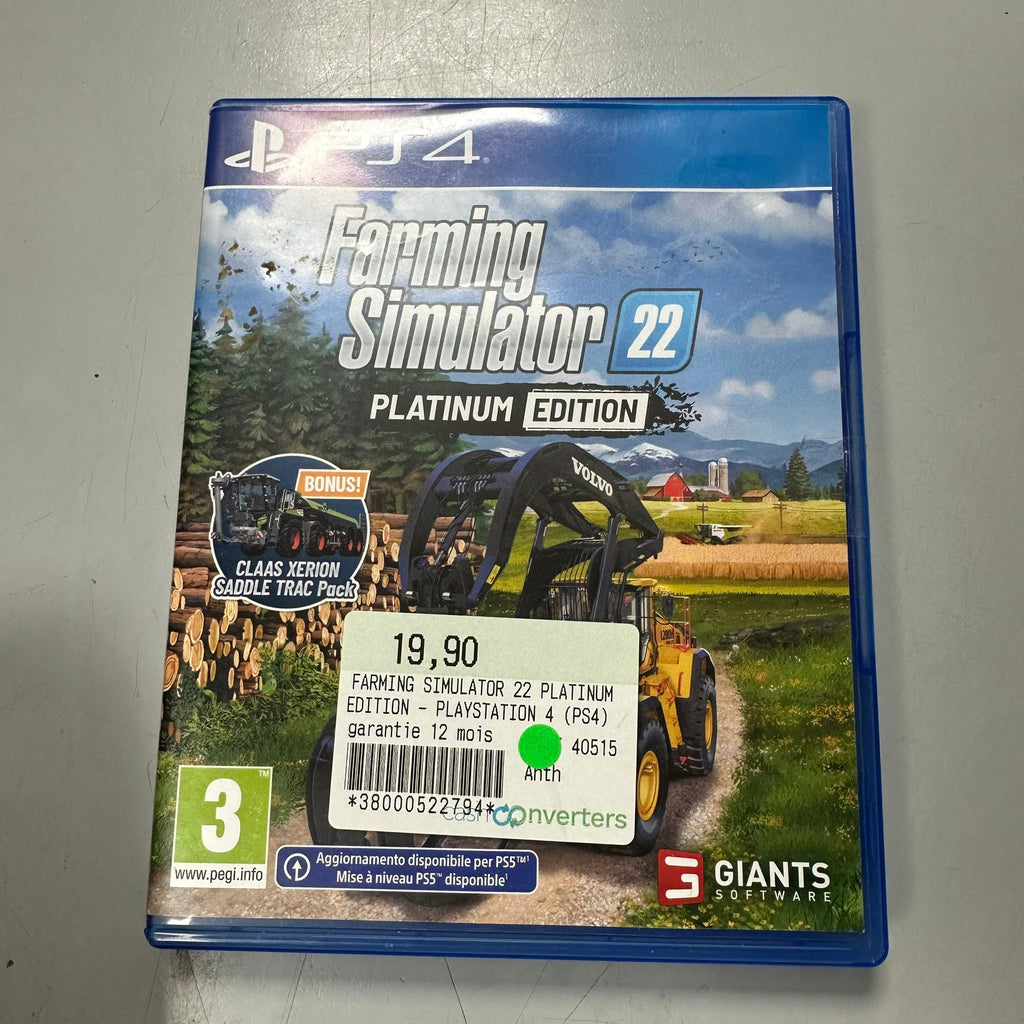 PS4
Farming
Simulator 22
PLATINUM EDITION
VOLVO
BONUS!
CLAAS XERION
SADDLE TRAC Pack
19,90
FARMING SIMULATOR 22 PLATINUM
EDITION - PLAYSTATION 4 (PS4)
garantie 12 mois
40515
Anth
*38000522794*
cash converters
3
www.pegi.info
Aggiornamento disponibile per PS5™¹
Mise à niveau PS5™ disponible¹
GIANTS
SOFTWARE